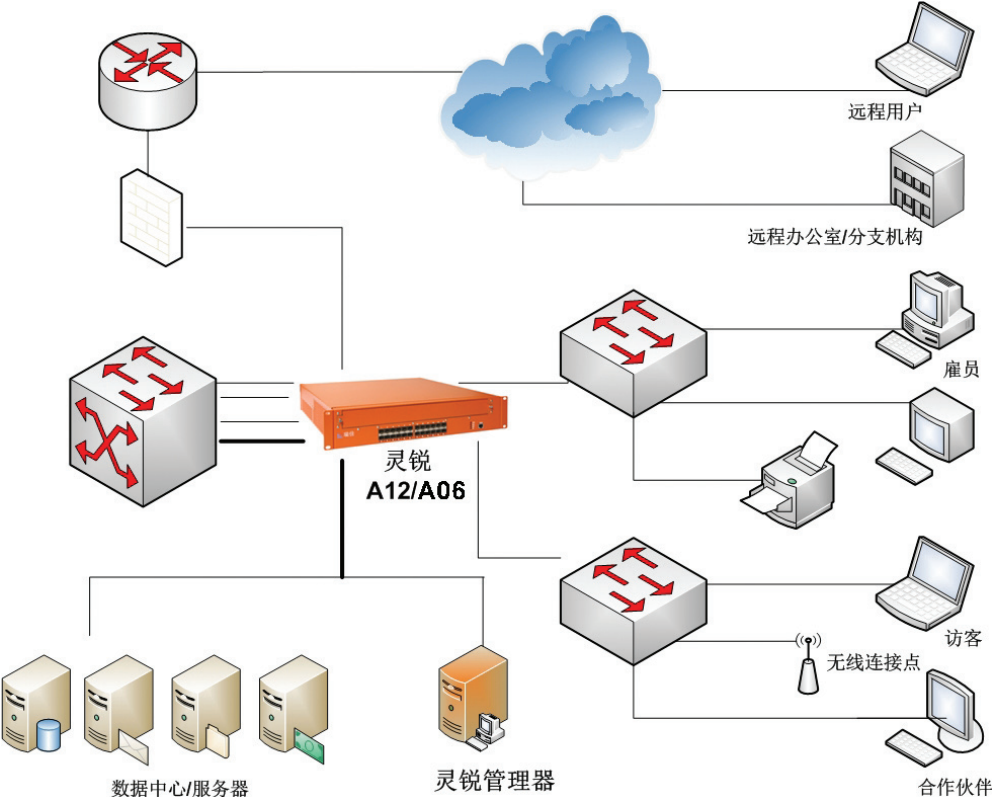 远程用户
远程办公室/分支机构
雇员
灵锐
A12/A06
访客
无线连接点
灵锐管理器
数据中心/服务器
合作伙伴